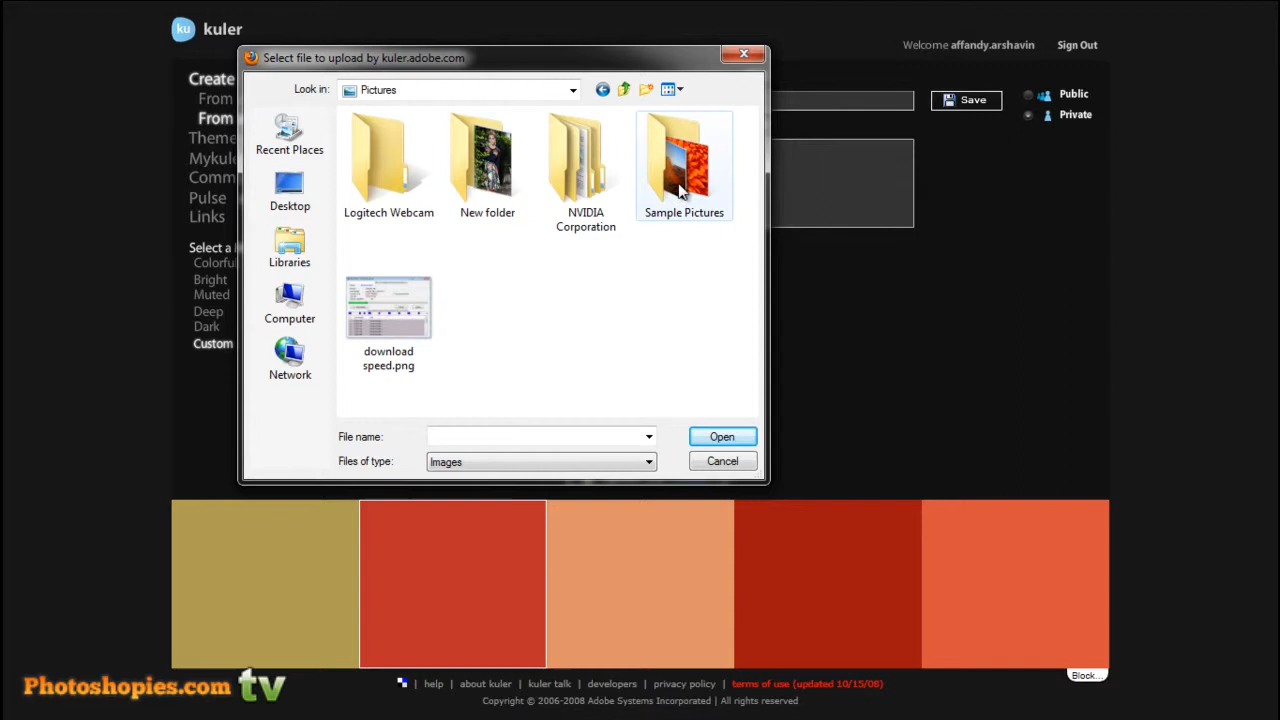 ku kuler
Welcome affandy.arshavin Sign Out
Select file to upload by kuler.adobe.com
Create
From
From
Theme
Mykule
Comm
Pulse
Links
Select a
Colorfu
Bright
Muted
Deep
Dark
Custom
Look in: Pictures
Recent Places
Desktop
Libraries
Computer
Network
Logitech Webcam
New folder
NVIDIA
Corporation
Sample Pictures
download
speed.png
File name:
Open
Files of type: Images
Cancel
Save
Public
Private
Photoshopies.com tv
| help | about kuler | kuler talk | developers | privacy policy | terms of use (updated 10/15/08)
Copyright © 2006-2008 Adobe Systems Incorporated | All rights reserved
Block...